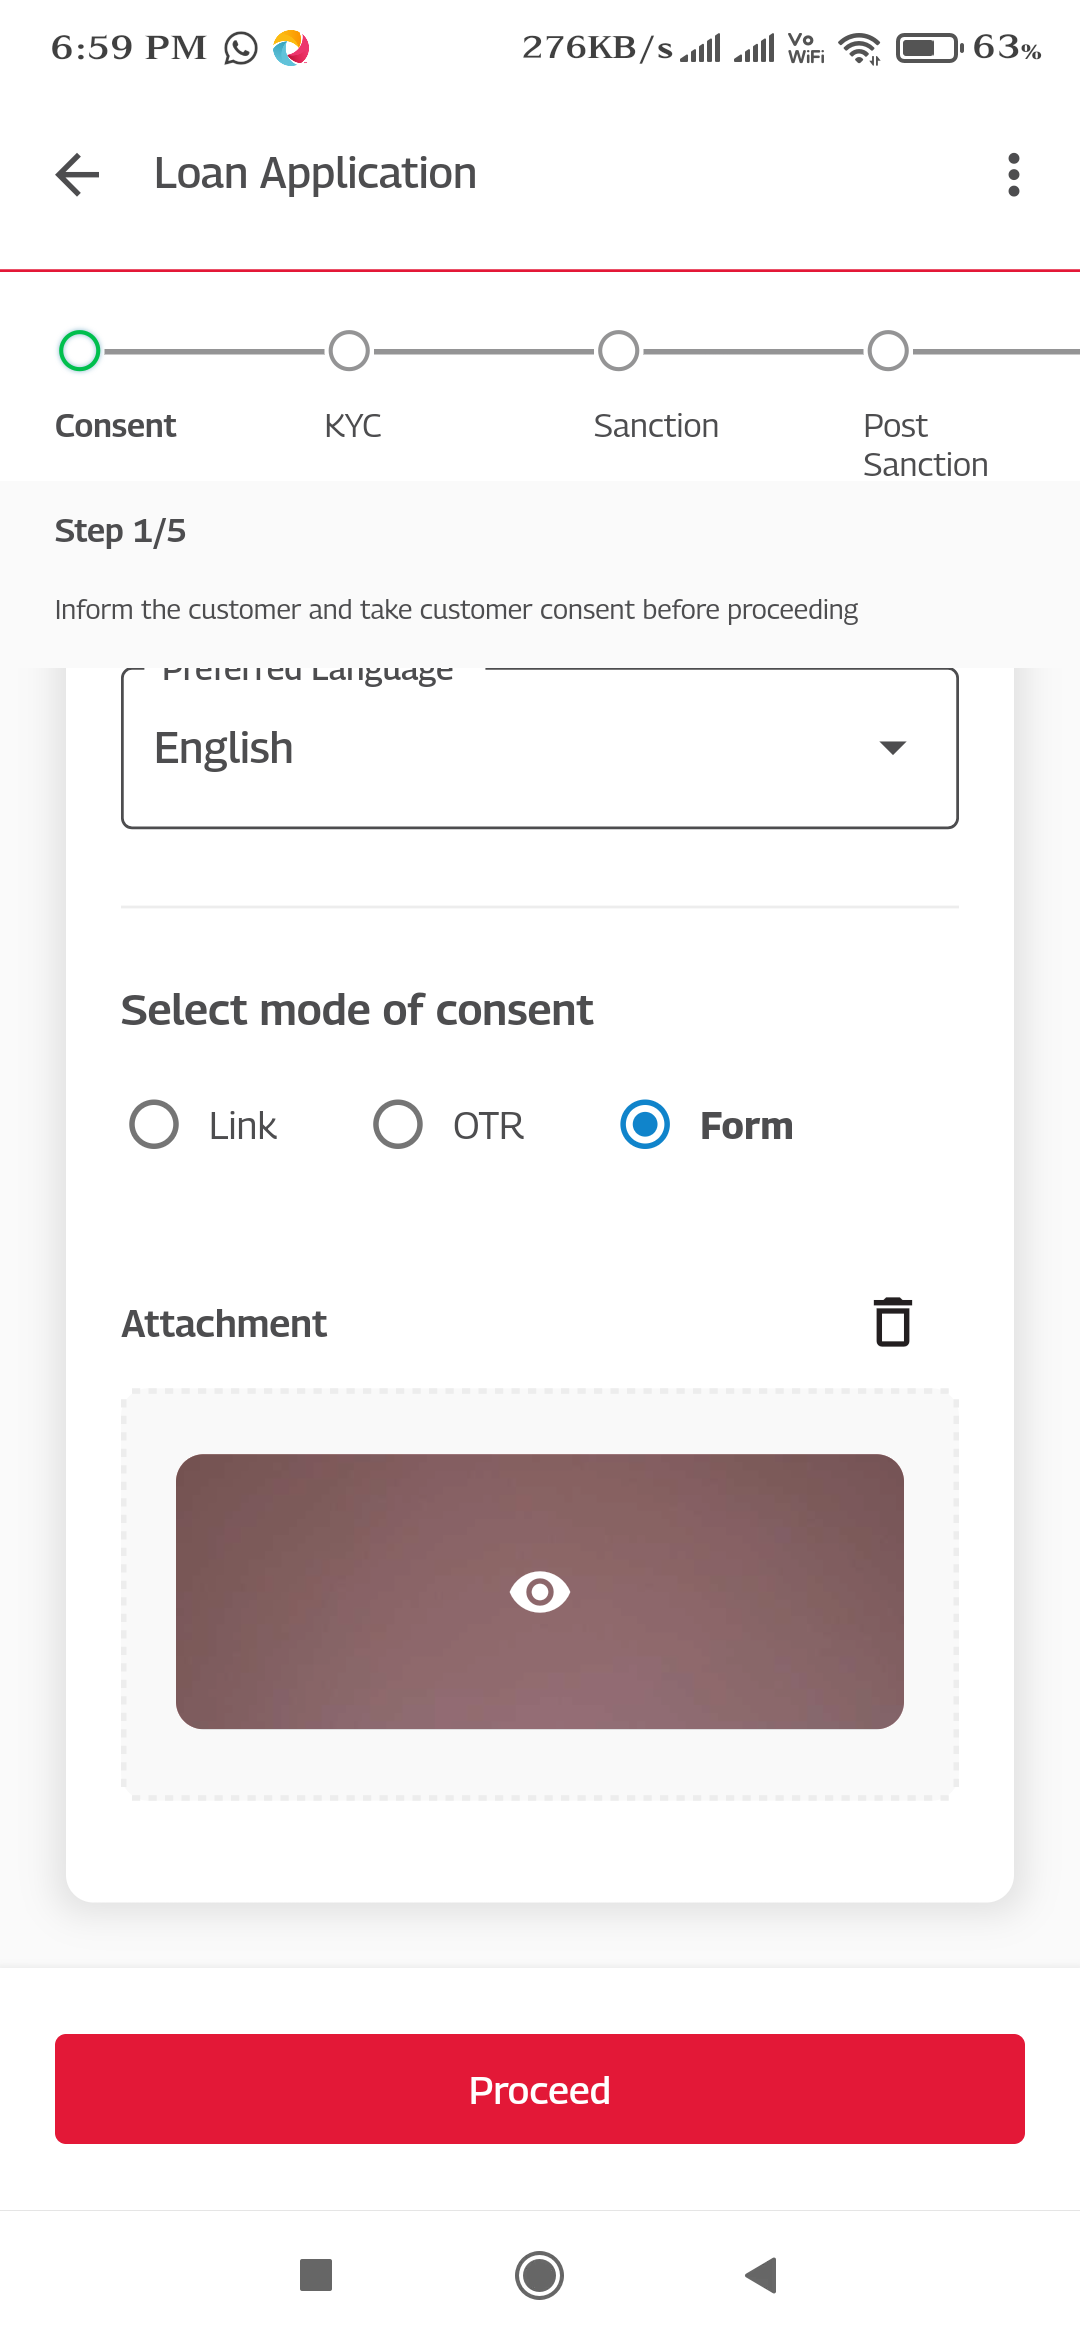 6:59 PM 276KB/s Vo WiFi 63%
Loan Application
Consent KYC Sanction Post Sanction
Step 1/5
Inform the customer and take customer consent before proceeding
Preferred Language
English
Select mode of consent
Link OTR Form
Attachment
Proceed